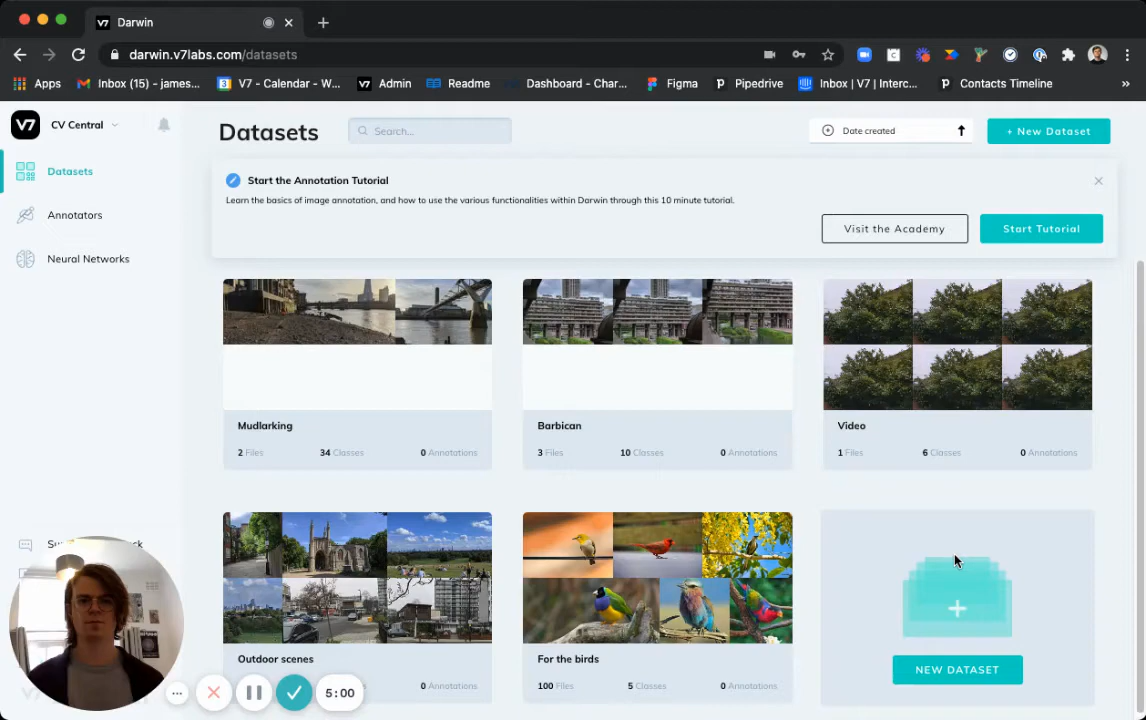 V7 Darwin
darwin.v7labs.com/datasets
Apps Inbox (15) - james... 3 V7 - Calendar - W... V7 Admin Readme Dashboard - Char... Figma P Pipedrive Inbox | V7 | Interc... P Contacts Timeline »
V7 CV Central
Datasets Search... Date created + New Dataset
Datasets
Annotators
Neural Networks
Start the Annotation Tutorial
Learn the basics of image annotation, and how to use the various functionalities within Darwin through this 10 minute tutorial.
Visit the Academy Start Tutorial
Mudlarking Barbican Video
2 Files 34 Classes 0 Annotations 3 Files 10 Classes 0 Annotations 1 Files 6 Classes 0 Annotations
Outdoor scenes For the birds
0 Annotations 100 Files 5 Classes 0 Annotations
NEW DATASET
5:00